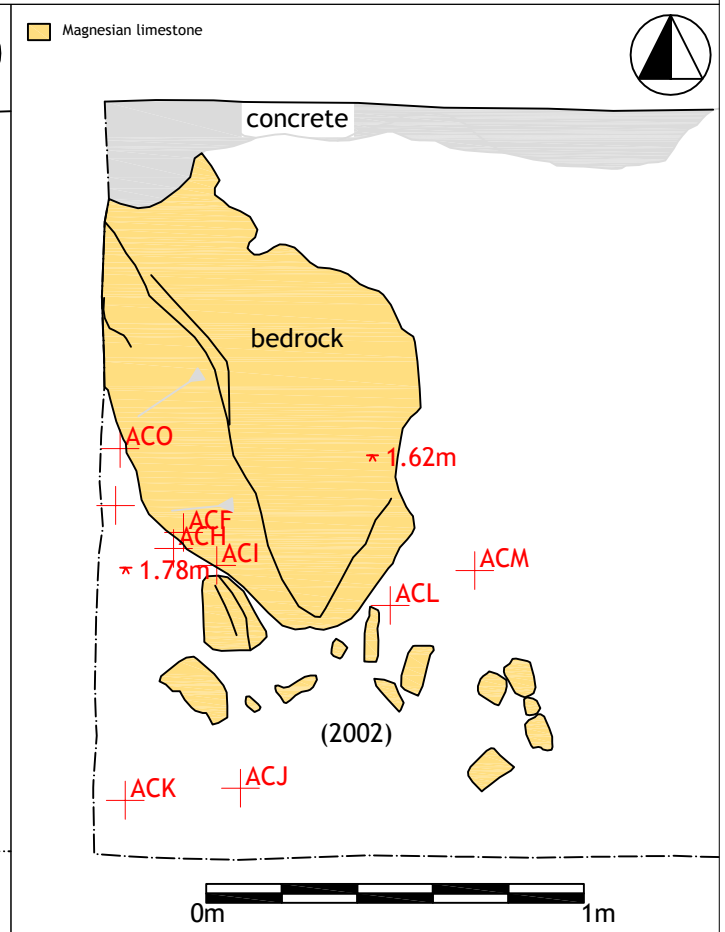 Magnesian limestone
concrete
bedrock
ACO
1.62m
ACF
ACH
ACI
ACM
1.78m
ACL
(2002)
ACK
ACJ
0m
1m